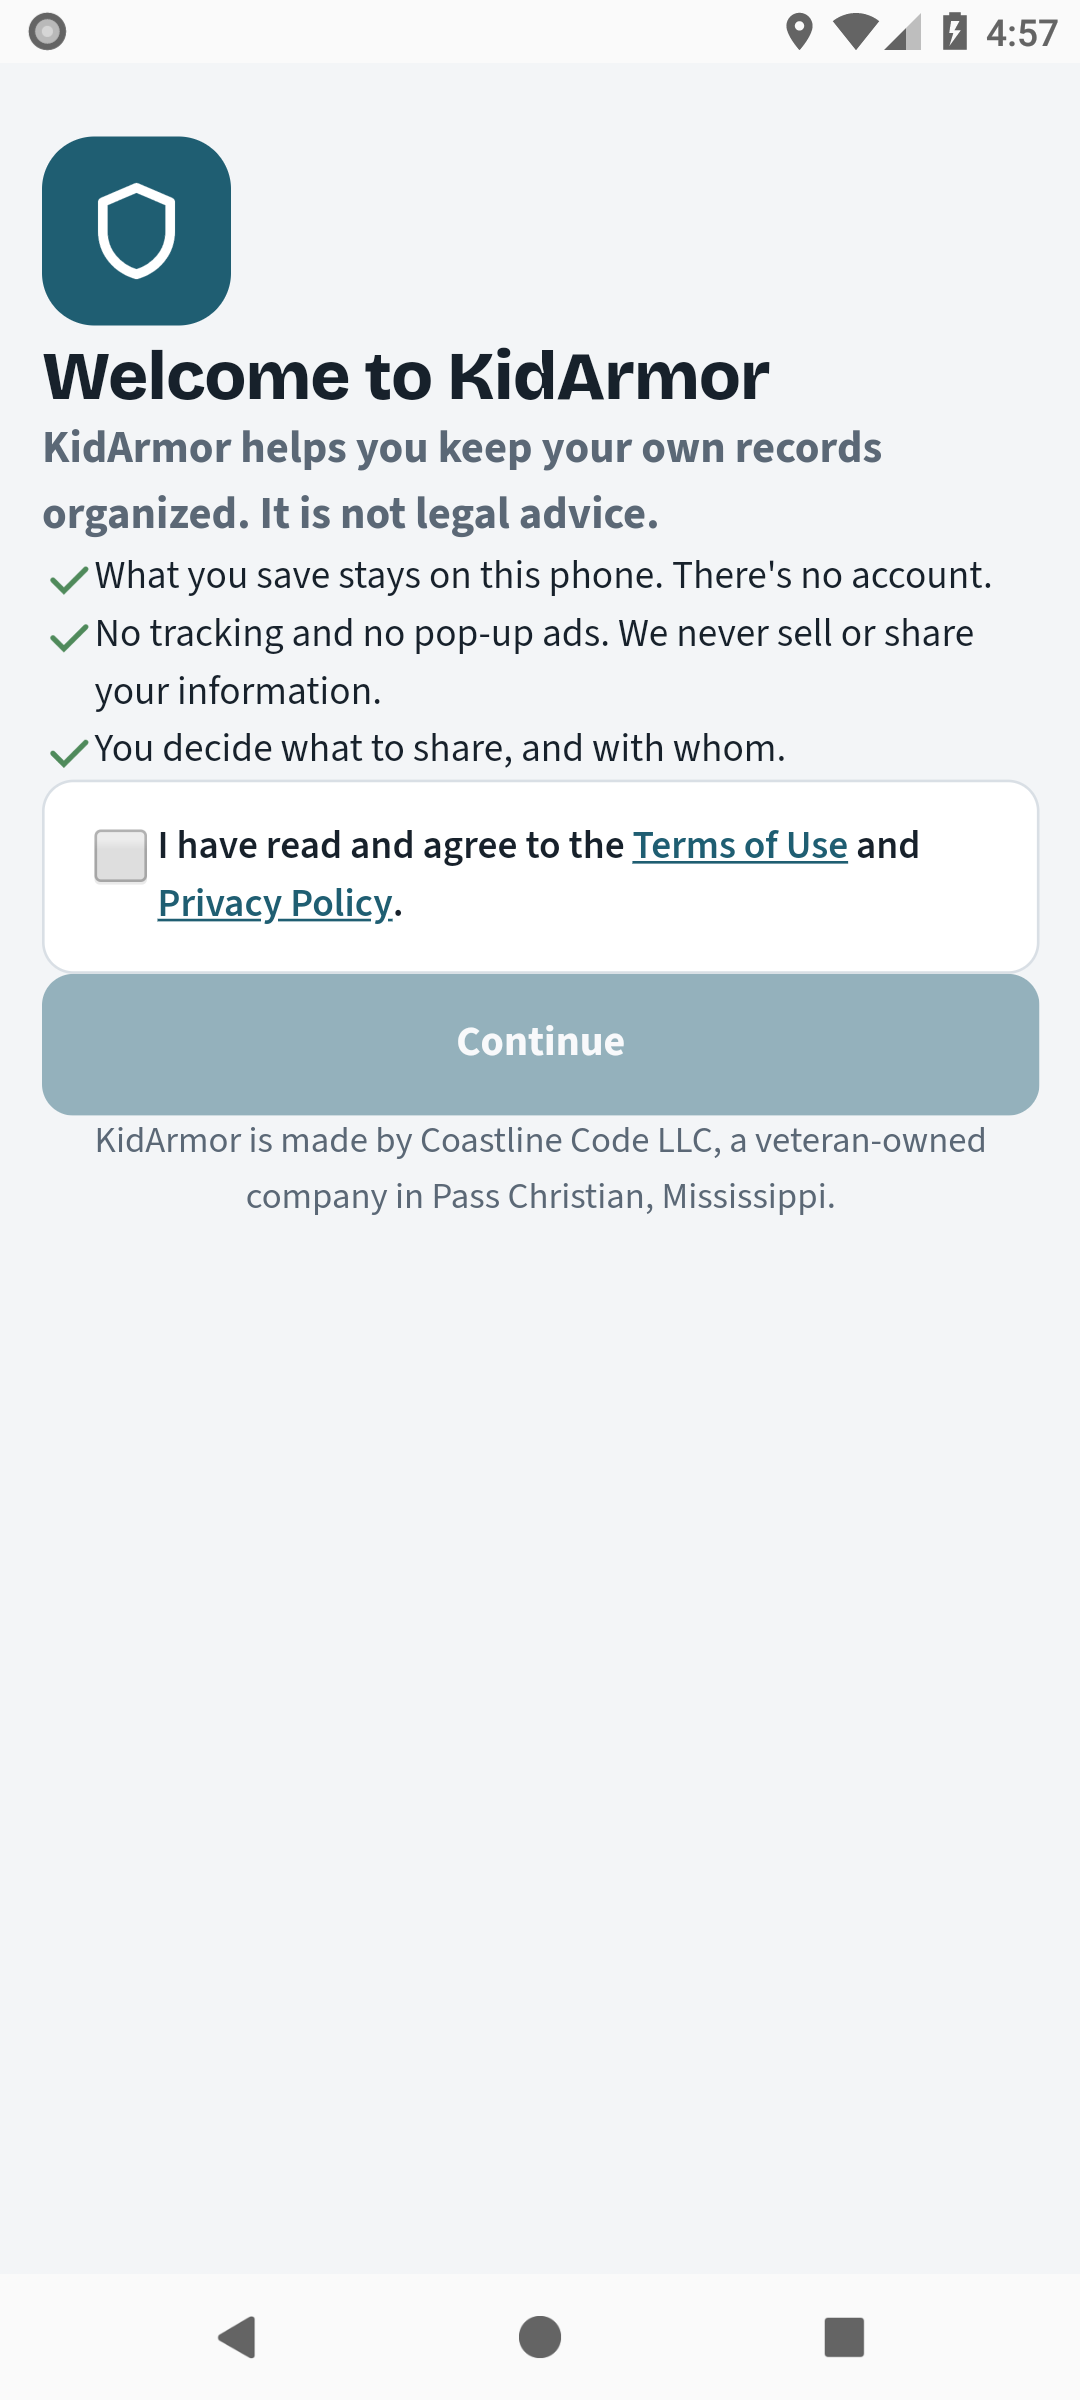 4:57
Welcome to KidArmor
KidArmor helps you keep your own records
organized. It is not legal advice.
What you save stays on this phone. There's no account.
No tracking and no pop-up ads. We never sell or share
your information.
You decide what to share, and with whom.
I have read and agree to the Terms of Use and
Privacy Policy.
Continue
KidArmor is made by Coastline Code LLC, a veteran-owned
company in Pass Christian, Mississippi.